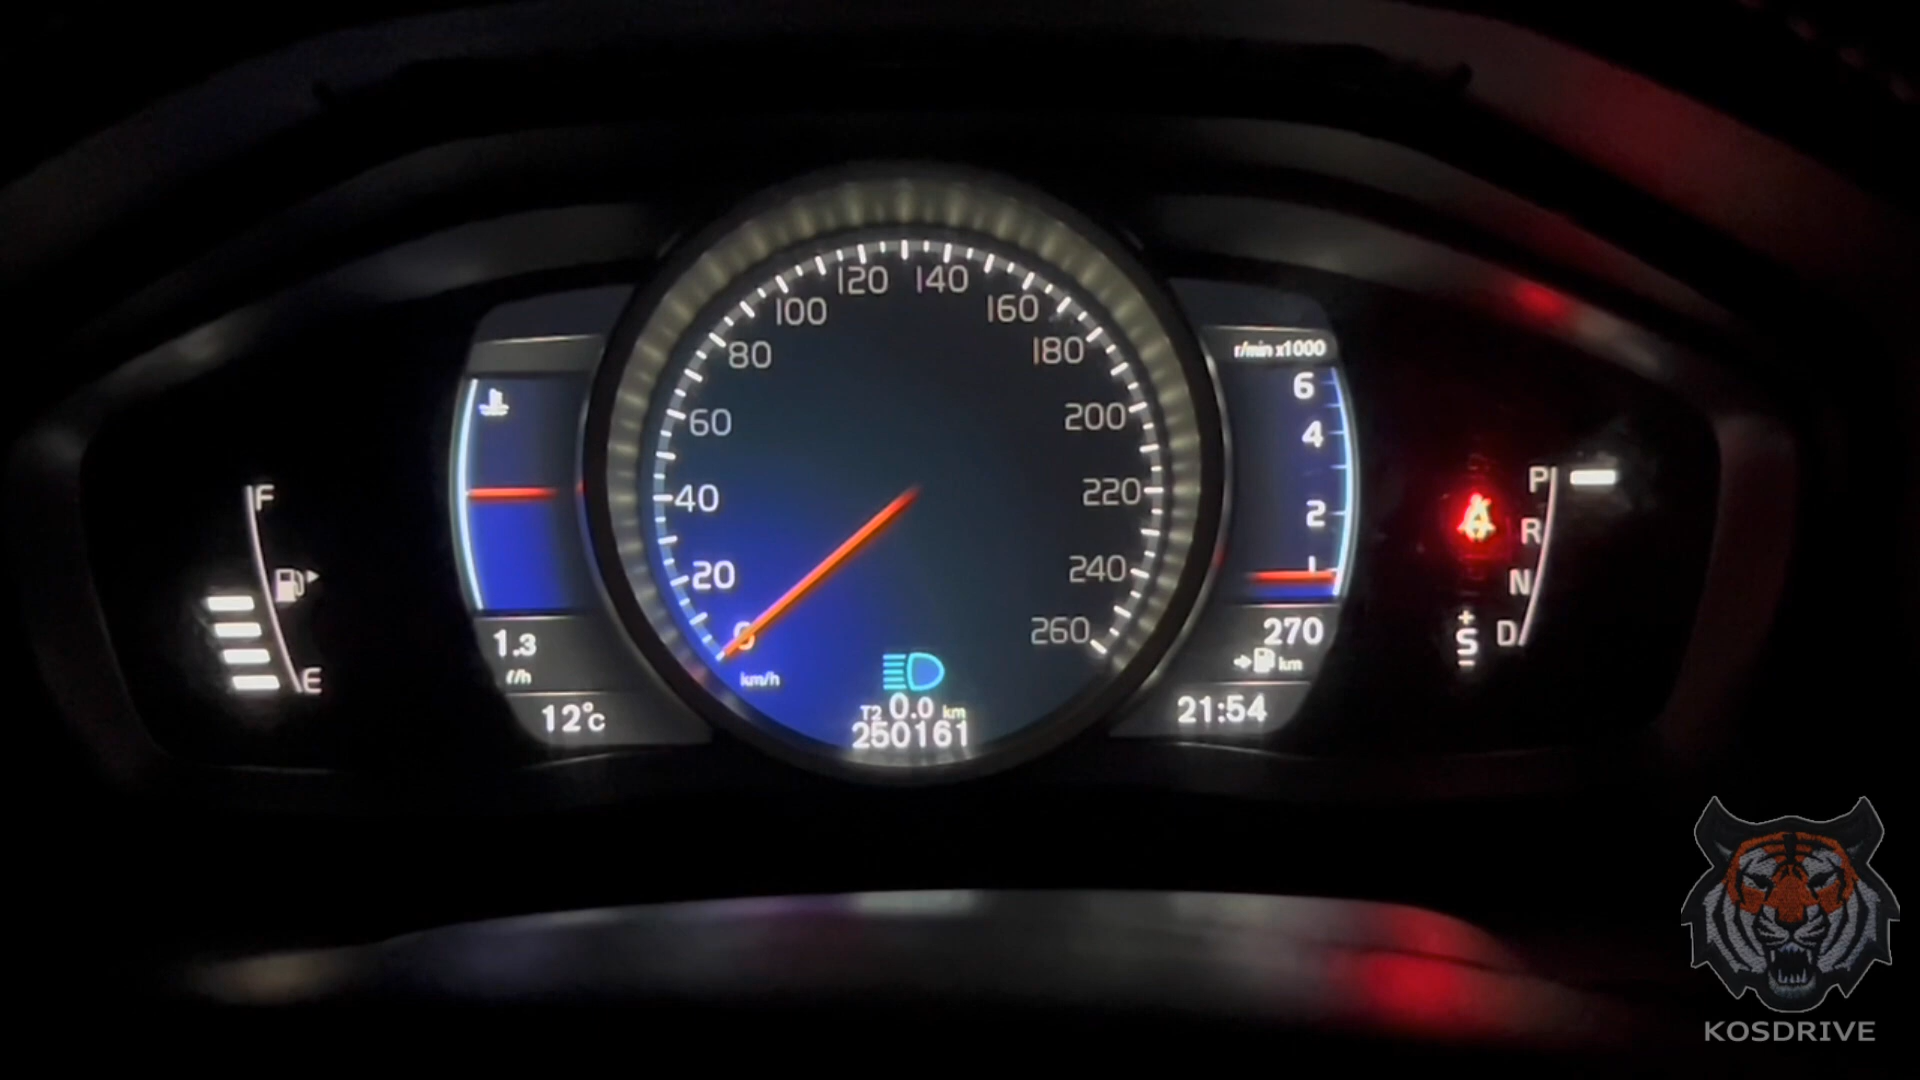 120 140
100 160
80 180
r/min x1000
6
60 200
4
F
40 220
2
P
R
20 240
1
N
0 260
1.3
270
km
+
S
-
D
E
km/h
12°c
T2 0.0 km
250161
21:54
KOSDRIVE